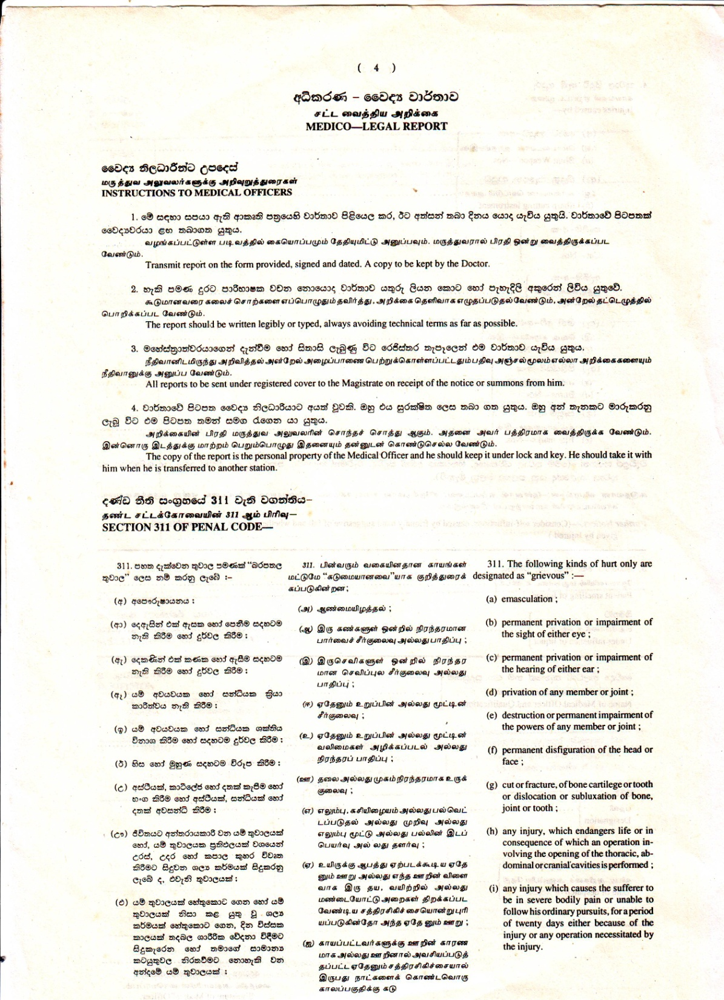 ( 4 )
අධිකරණ – වෛද්‍ය වාර්තාව
சட்ட வைத்திய அறிக்கை
MEDICO—LEGAL REPORT
වෛද්‍ය නිලධාරීන්ට උපදෙස්
மருத்துவ அலுவலர்களுக்கு அறிவுறுத்துரைகள்
INSTRUCTIONS TO MEDICAL OFFICERS
1. මේ සඳහා සපයා ඇති ආකෘති පත්‍රයෙහි වාර්තාව පිළියෙල කර, ඊට අත්සන් තබා දිනය යොදා යැවිය යුතුයි. වාර්තාවේ පිටපතක්
වෛද්‍යවරයා ළඟ තබාගත යුතුය.
வழங்கப்பட்டுள்ள படிவத்தில் கையொப்பமும் தேதியுமிட்டு அனுப்பவும். மருத்துவரால் பிரதி ஒன்று வைத்திருக்கப்பட
வேண்டும்.
Transmit report on the form provided, signed and dated. A copy to be kept by the Doctor.
2. හැකි පමණ දුරට පාරිභාෂක වචන නොයොදා වාර්තාව යතුරු ලියන කොට හෝ පැහැදිලි අකුරෙන් ලිවිය යුතුවේ.
கூடுமானவரை கலைச் சொற்களை எப்பொழுதும் தவிர்த்து, அறிக்கை தெளிவாக எழுதப்படுதல் வேண்டும், அன்றேல் தட்டெழுத்தில்
பொறிக்கப்பட வேண்டும்.
The report should be written legibly or typed, always avoiding technical terms as far as possible.
3. මහේස්ත්‍රාත්වරයාගෙන් දැන්වීම හෝ සිතාසි ලැබුණු විට රෙජිස්තර තැපෑලෙන් එම වාර්තාව යැවිය යුතුය.
நீதிவானிடமிருந்து அறிவித்தல் அன்றேல் அழைப்பாணை பெற்றுக்கொள்ளப்பட்டதும் பதிவு அஞ்சல் மூலம் எல்லா அறிக்கைகளையும்
நீதிவானுக்கு அனுப்ப வேண்டும்.
All reports to be sent under registered cover to the Magistrate on receipt of the notice or summons from him.
4. වාර්තාවේ පිටපත වෛද්‍ය නිලධාරියාට අයත් වූවකි. ඔහු එය සුරක්ෂිත ලෙස තබා ගත යුතුය. ඔහු අන් තැනකට මාරුකරනු
ලැබූ විට එම පිටපත තමන් සමග රැගෙන යා යුතුය.
அறிக்கையின் பிரதி மருத்துவ அலுவலரின் சொந்தச் சொத்து ஆகும். அதனை அவர் பத்திரமாக வைத்திருக்க வேண்டும்.
இன்னொரு இடத்துக்கு மாற்றம் பெறும்பொழுது இதனையும் தன்னுடன் கொண்டுசெல்ல வேண்டும்.
The copy of the report is the personal property of the Medical Officer and he should keep it under lock and key. He should take it with
him when he is transferred to another station.
දණ්ඩ නීති සංග්‍රහයේ 311 වැනි වගන්තිය–
தண்ட சட்டக்கோவையின் 311 ஆம் பிரிவு—
SECTION 311 OF PENAL CODE—
311. පහත දැක්වෙන තුවාල පමණක් “බරපතල
තුවාල” ලෙස නම් කරනු ලැබේ :–
(අ) අපෞරුෂායනය :
(ආ) දෙඇසින් එක් ඇසක හෝ පෙනීම සදහටම
නැති කිරීම හෝ දුර්වල කිරීම :
(ඇ) දෙකණින් එක් කණක හෝ ඇසීම සදහටම
නැති කිරීම හෝ දුර්වල කිරීම :
(ඈ) යම් අවයවයක හෝ සන්ධියක ක්‍රියා
කාරීත්වය නැති කිරීම :
(ඉ) යම් අවයවයක හෝ සන්ධියක ශක්තිය
විනාශ කිරීම හෝ සදහටම දුර්වල කිරීම :
(ඊ) හිස හෝ මුහුණ සදහටම විරූප කිරීම :
(උ) අස්ථියක්, කාටිලේජ හෝ දතක් කැපීම හෝ
භංග කිරීම හෝ අස්ථියක්, සන්ධියක් හෝ
දතක් අවසන්ධි කිරීම :
(ඌ) ජීවිතයට අන්තරායකාරී වන යම් තුවාලයක්
හෝ, යම් තුවාලයක ප්‍රතිඵලයක් වශයෙන්
උරස්, උදර හෝ කපාල කුහර විවෘත
කිරීමට සිදුවන ශල්‍ය කර්මයක් සිදුකරනු
ලැබේ ද, එවැනි තුවාලයක් :
(එ) යම් තුවාලයක් හේතුකොට ගෙන හෝ යම්
තුවාලයක් නිසා කළ යුතු වූ ශල්‍ය
කර්මයක් හේතුකොට ගෙන, දින විස්සක
කාලයක් තදබල ශාරීරික වේදනා විඳීමට
සිදුකැරෙන හෝ තමාගේ සාමාන්‍ය
කටයුතුවල නිරතවීමට නොහැකි වන
අන්දමේ යම් තුවාලයක් :
311. பின்வரும் வகையினதான காயங்கள்
மட்டுமே “கடுமையானவை”யாக குறித்துரைக்
கப்படுகின்றன ;
(அ) ஆண்மையிழத்தல் ;
(ஆ) இரு கண்களுள் ஒன்றில் நிரந்தரமான
பார்வைச் சீர்குலைவு அல்லது பாதிப்பு ;
(இ) இருசெவிகளுள் ஒன்றில் நிரந்தர
மான செவிப்புல சீர்குலைவு அல்லது
பாதிப்பு ;
(ஈ) ஏதேனும் உறுப்பின் அல்லது மூட்டின்
சீர்குலைவு ;
(உ) ஏதேனும் உறுப்பின் அல்லது மூட்டின்
வலிமைகள் அழிக்கப்படல் அல்லது
நிரந்தரப் பாதிப்பு ;
(ஊ) தலை அல்லது முகம் நிரந்தரமாக உருக்
குலைவு ;
(எ) எலும்பு, கசியிழையம் அல்லது பல் வெட்
டப்படுதல் அல்லது முறிவு அல்லது
எலும்பு மூட்டு அல்லது பல்லின் இடப்
பெயர்வு அல் லது தளர்வு ;
(ஏ) உயிருக்கு ஆபத்து ஏற்படக்கூடிய ஏதே
னும் ஊறு அல்லது எந்த ஊறின் விளை
வாக இரு தய, வயிற்றில் அல்லது
மண்டையோட்டு அறைகள் திறக்கப்பட
வேண்டிய சத்திரசிகிச்சையொன்று புரி
யப்படுகின்தோ அந்த ஏதே னும் ஊறு ;
(ஐ) காயப்பட்டவர்களுக்கு ஊறின் காரண
மாக அல்லது ஊறினால் அவசியப்படுத்
தப்பட்ட ஏதேனும் சத்திரசிகிச்சையால்
இருபது நாட்களைக் கொண்டவொரு
காலப்பகுதிக்கு கடு
311. The following kinds of hurt only are
designated as “grievous” :—
(a) emasculation ;
(b) permanent privation or impairment of
the sight of either eye ;
(c) permanent privation or impairment of
the hearing of either ear ;
(d) privation of any member or joint ;
(e) destruction or permanent impairment of
the powers of any member or joint ;
(f) permanent disfiguration of the head or
face ;
(g) cut or fracture, of bone cartilege or tooth
or dislocation or subluxation of bone,
joint or tooth ;
(h) any injury, which endangers life or in
consequence of which an operation in-
volving the opening of the thoracic, ab-
dominal or cranial cavities is performed ;
(i) any injury which causes the sufferer to
be in severe bodily pain or unable to
follow his ordinary pursuits, for a period
of twenty days either because of the
injury or any operation necessitated by
the injury.